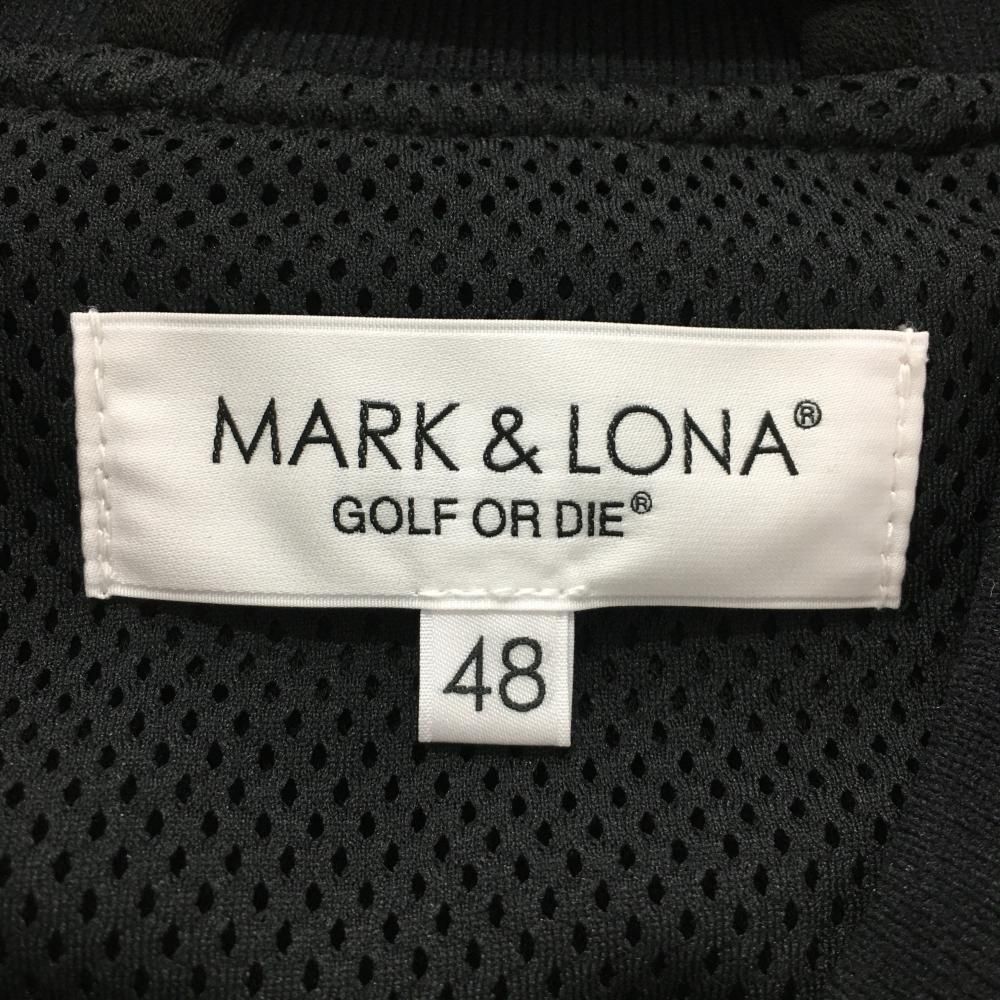 MARK & LONA®
GOLF OR DIE®
48